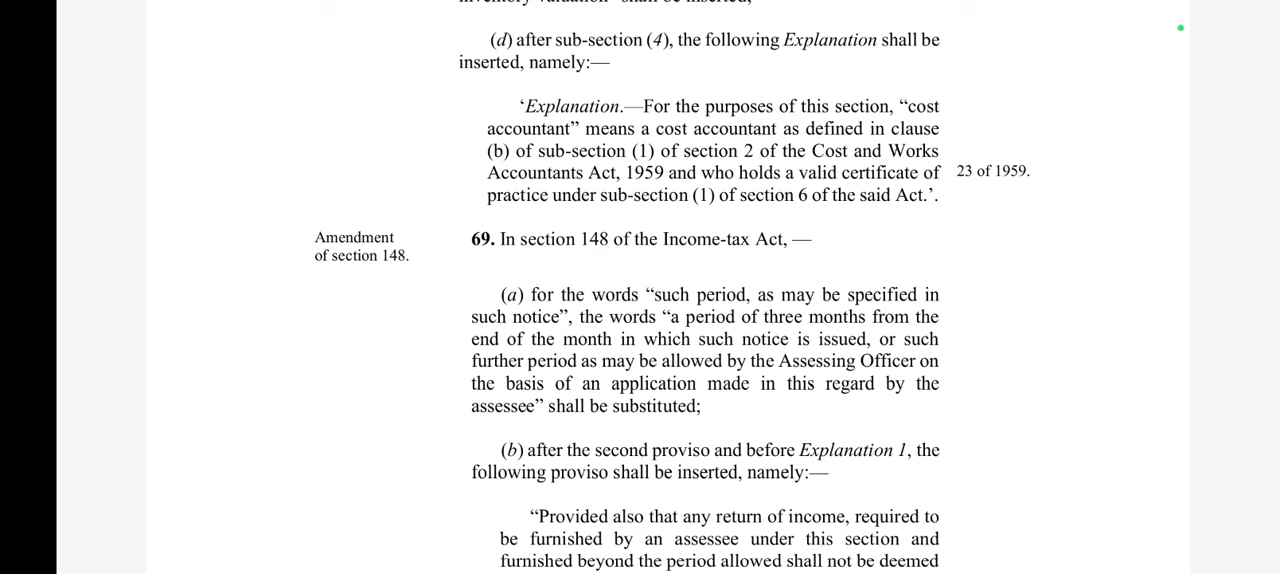 (d) after sub-section (4), the following Explanation shall be
inserted, namely:—
‘Explanation.—For the purposes of this section, “cost
accountant” means a cost accountant as defined in clause
(b) of sub-section (1) of section 2 of the Cost and Works
Accountants Act, 1959 and who holds a valid certificate of
23 of 1959.
practice under sub-section (1) of section 6 of the said Act.’.
Amendment
of section 148.
69. In section 148 of the Income-tax Act, —
(a) for the words “such period, as may be specified in
such notice”, the words “a period of three months from the
end of the month in which such notice is issued, or such
further period as may be allowed by the Assessing Officer on
the basis of an application made in this regard by the
assessee” shall be substituted;
(b) after the second proviso and before Explanation 1, the
following proviso shall be inserted, namely:—
“Provided also that any return of income, required to
be furnished by an assessee under this section and
furnished beyond the period allowed shall not be deemed